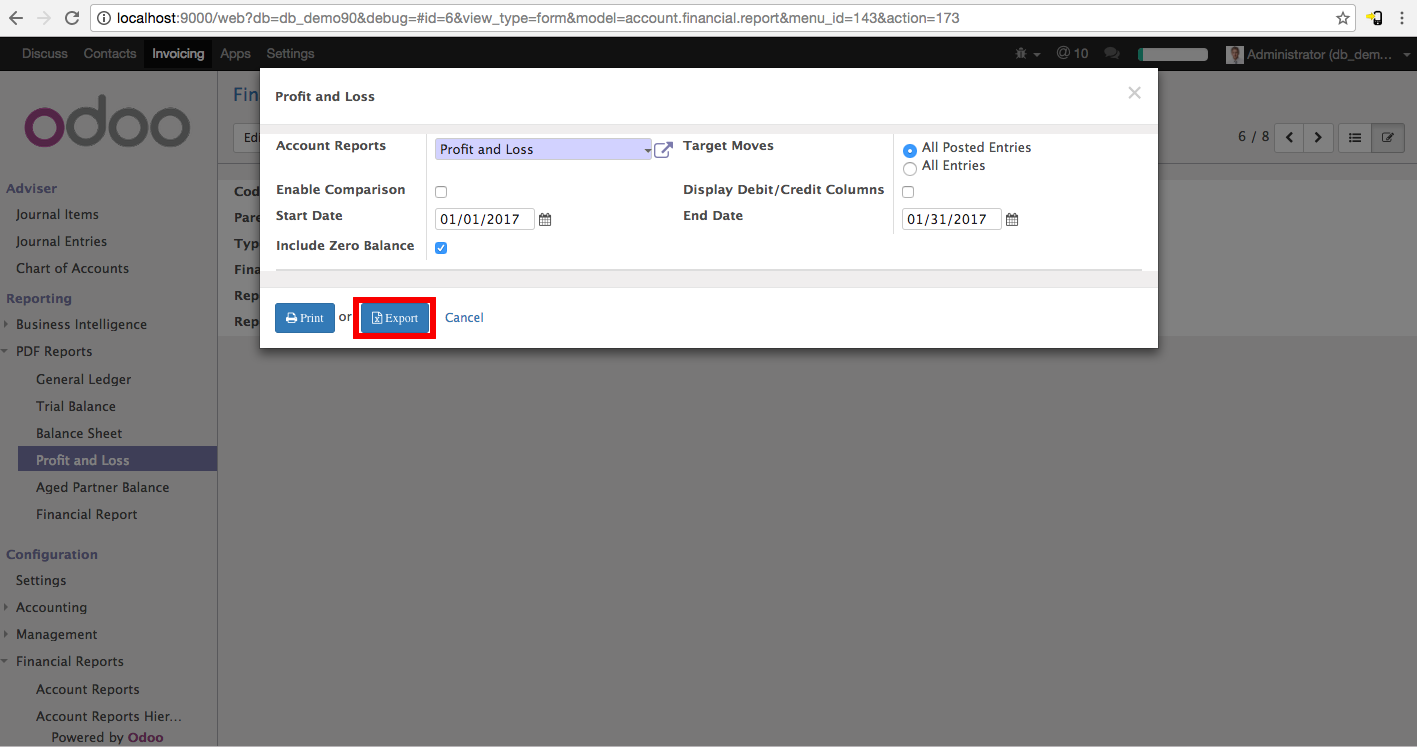 localhost:9000/web?db=db_demo90&debug=#id=6&view_type=form&model=account.financial.report&menu_id=143&action=173
Discuss Contacts Invoicing Apps Settings @ 10 Administrator (db_dem...
odoo
Adviser
Journal Items
Journal Entries
Chart of Accounts
Reporting
Business Intelligence
PDF Reports
General Ledger
Trial Balance
Balance Sheet
Profit and Loss
Aged Partner Balance
Financial Report
Configuration
Settings
Accounting
Management
Financial Reports
Account Reports
Account Reports Hier...
Powered by Odoo
Fin
Edi
6 / 8
Cod
Pare
Typ
Fina
Rep
Rep
Profit and Loss ×
Account Reports Profit and Loss Target Moves All Posted Entries
All Entries
Enable Comparison Display Debit/Credit Columns
Start Date 01/01/2017 End Date 01/31/2017
Include Zero Balance
Print or Export Cancel